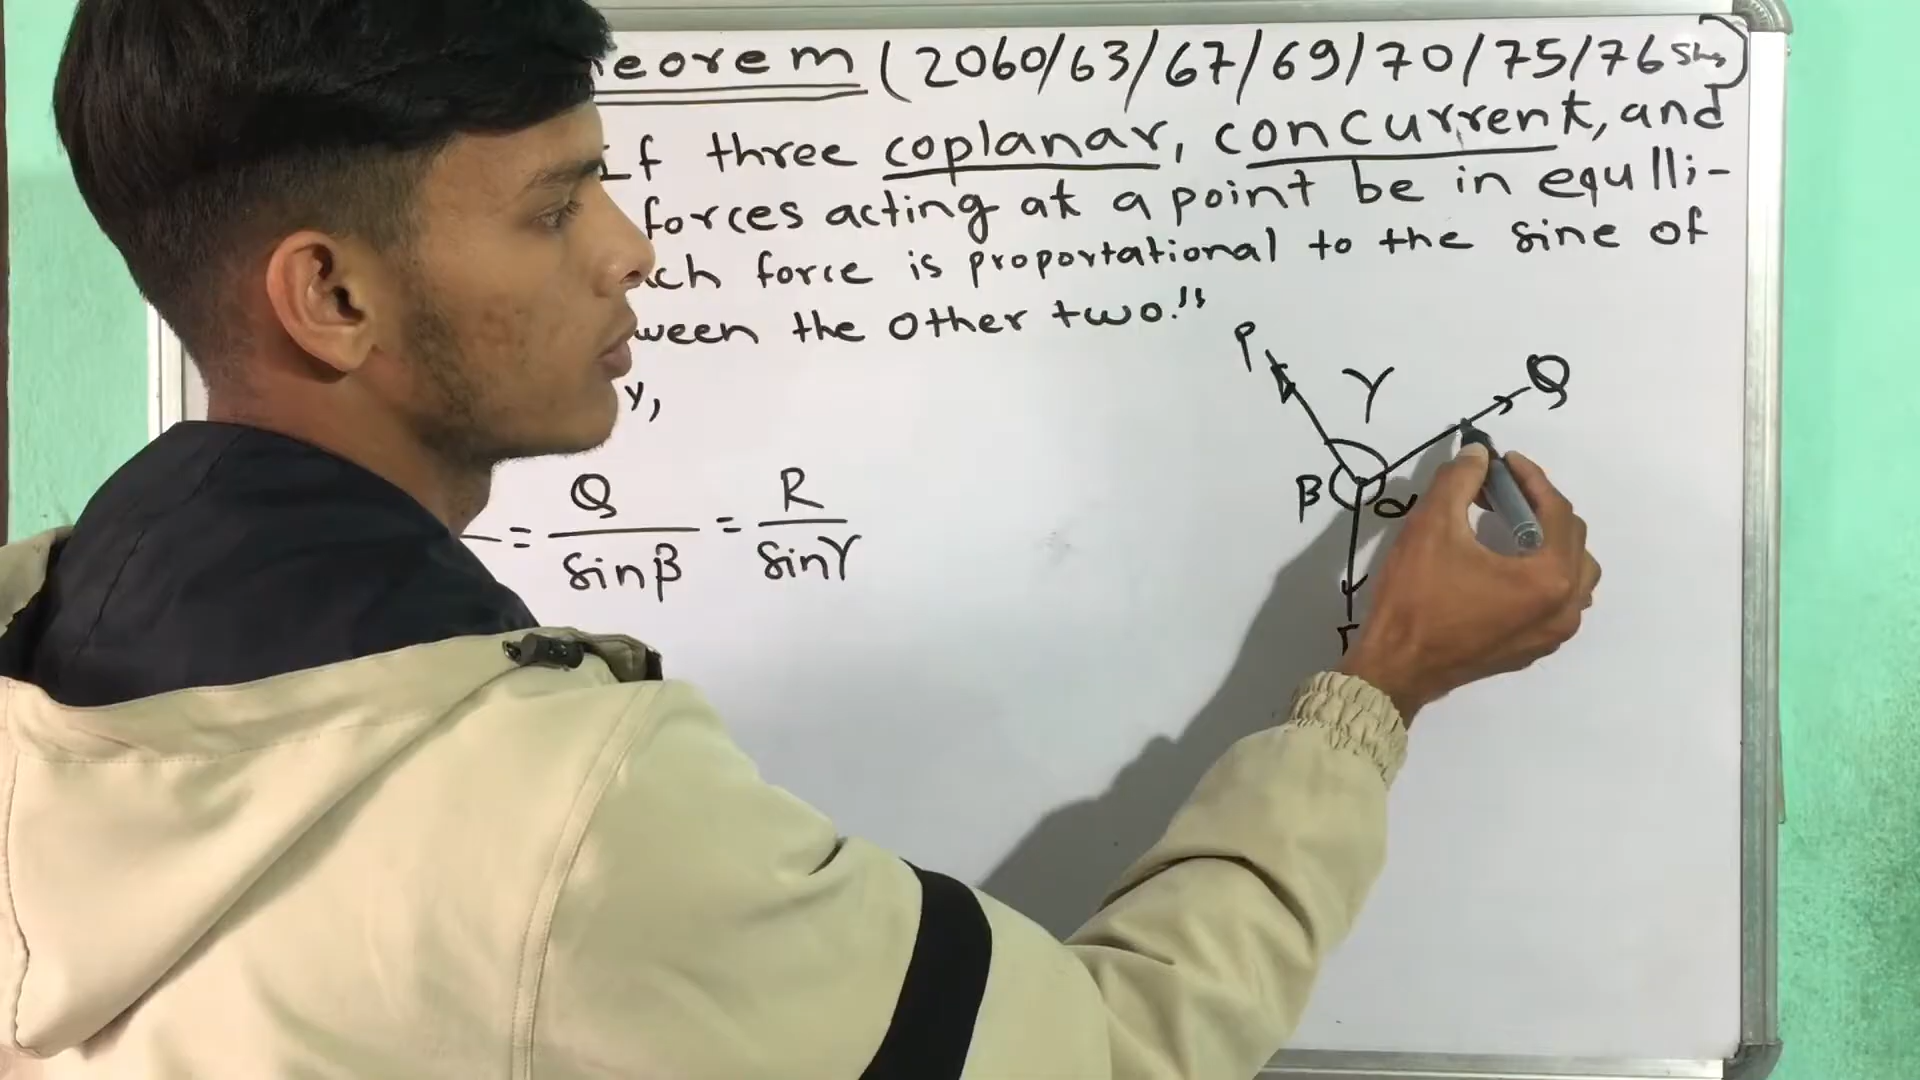 eorem (2060/63/67/69/70/75/76
If three coplanar, concurrent, and
forces acting at a point be in equlli-
ch force is proportational to the sine of
ween the other two."
y,
= Q/sinβ = R/sinγ
P
γ
Q
β
α